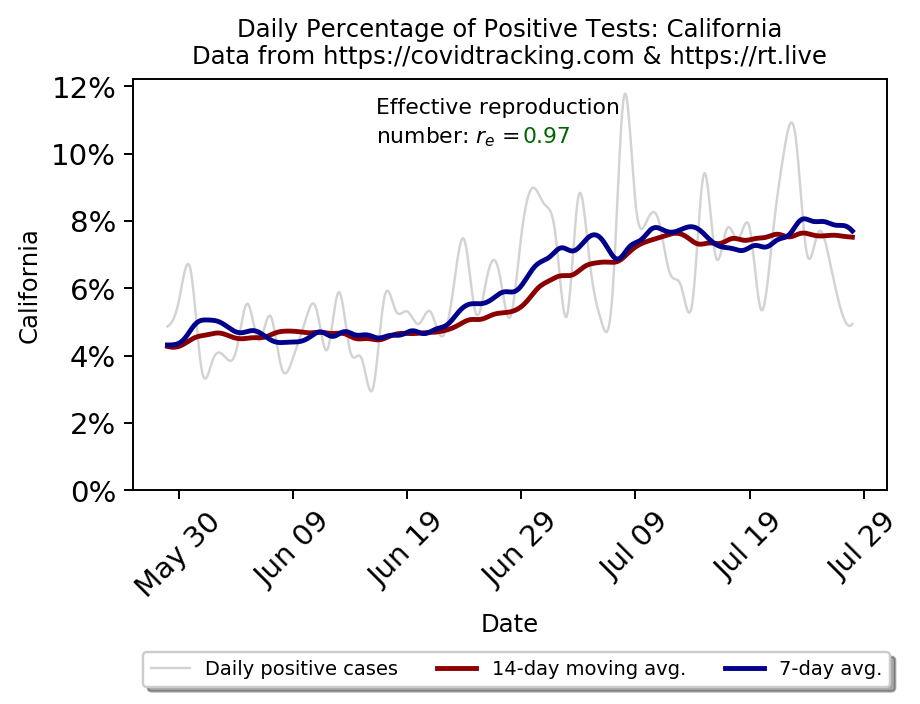 Daily Percentage of Positive Tests: California
Data from https://covidtracking.com & https://rt.live
12%
10%
8%
6%
4%
2%
0%
California
Effective reproduction
number: rₑ =0.97
May 30
Jun 09
Jun 19
Jun 29
Jul 09
Jul 19
Jul 29
Date
Daily positive cases
14-day moving avg.
7-day avg.